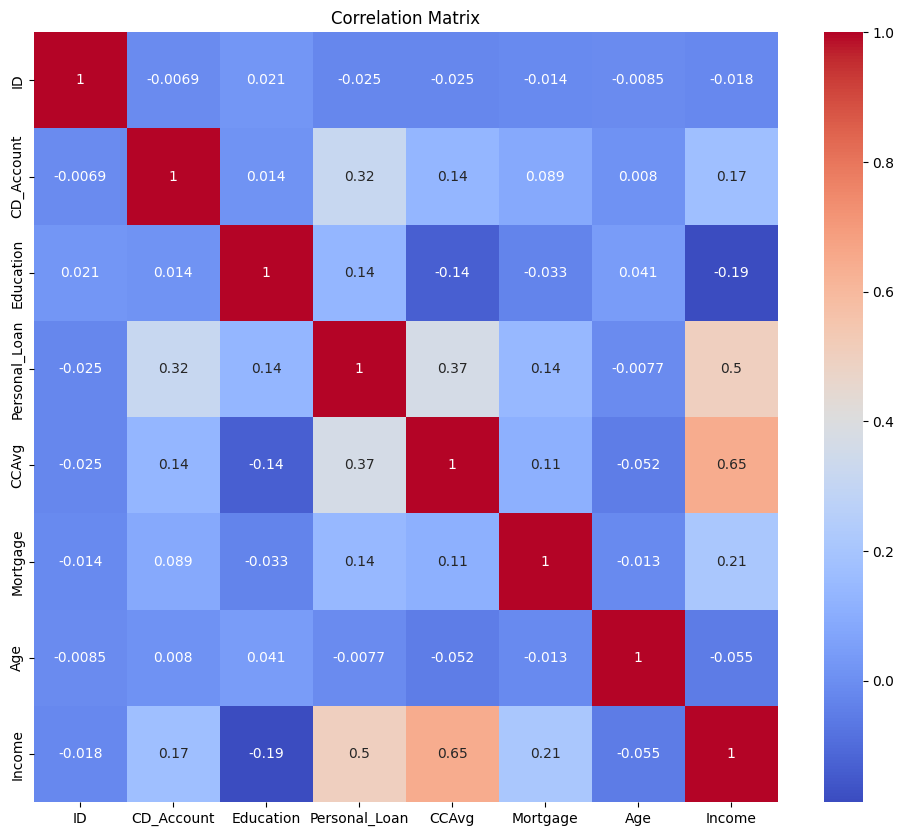 Correlation Matrix
ID 1 -0.0069 0.021 -0.025 -0.025 -0.014 -0.0085 -0.018
CD_Account -0.0069 1 0.014 0.32 0.14 0.089 0.008 0.17
Education 0.021 0.014 1 0.14 -0.14 -0.033 0.041 -0.19
Personal_Loan -0.025 0.32 0.14 1 0.37 0.14 -0.0077 0.5
CCAvg -0.025 0.14 -0.14 0.37 1 0.11 -0.052 0.65
Mortgage -0.014 0.089 -0.033 0.14 0.11 1 -0.013 0.21
Age -0.0085 0.008 0.041 -0.0077 -0.052 -0.013 1 -0.055
Income -0.018 0.17 -0.19 0.5 0.65 0.21 -0.055 1
ID CD_Account Education Personal_Loan CCAvg Mortgage Age Income
1.0
0.8
0.6
0.4
0.2
0.0